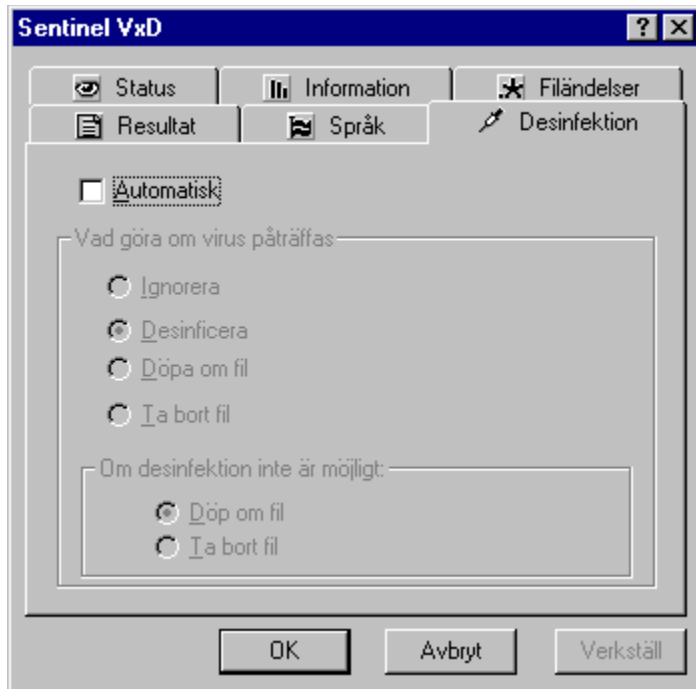 Sentinel VxD
Status Information Filändelser
Resultat Språk Desinfektion
Automatisk
Vad göra om virus påträffas
Ignorera
Desinficera
Döpa om fil
Ta bort fil
Om desinfektion inte är möjligt:
Döp om fil
Ta bort fil
OK Avbryt Verkställ